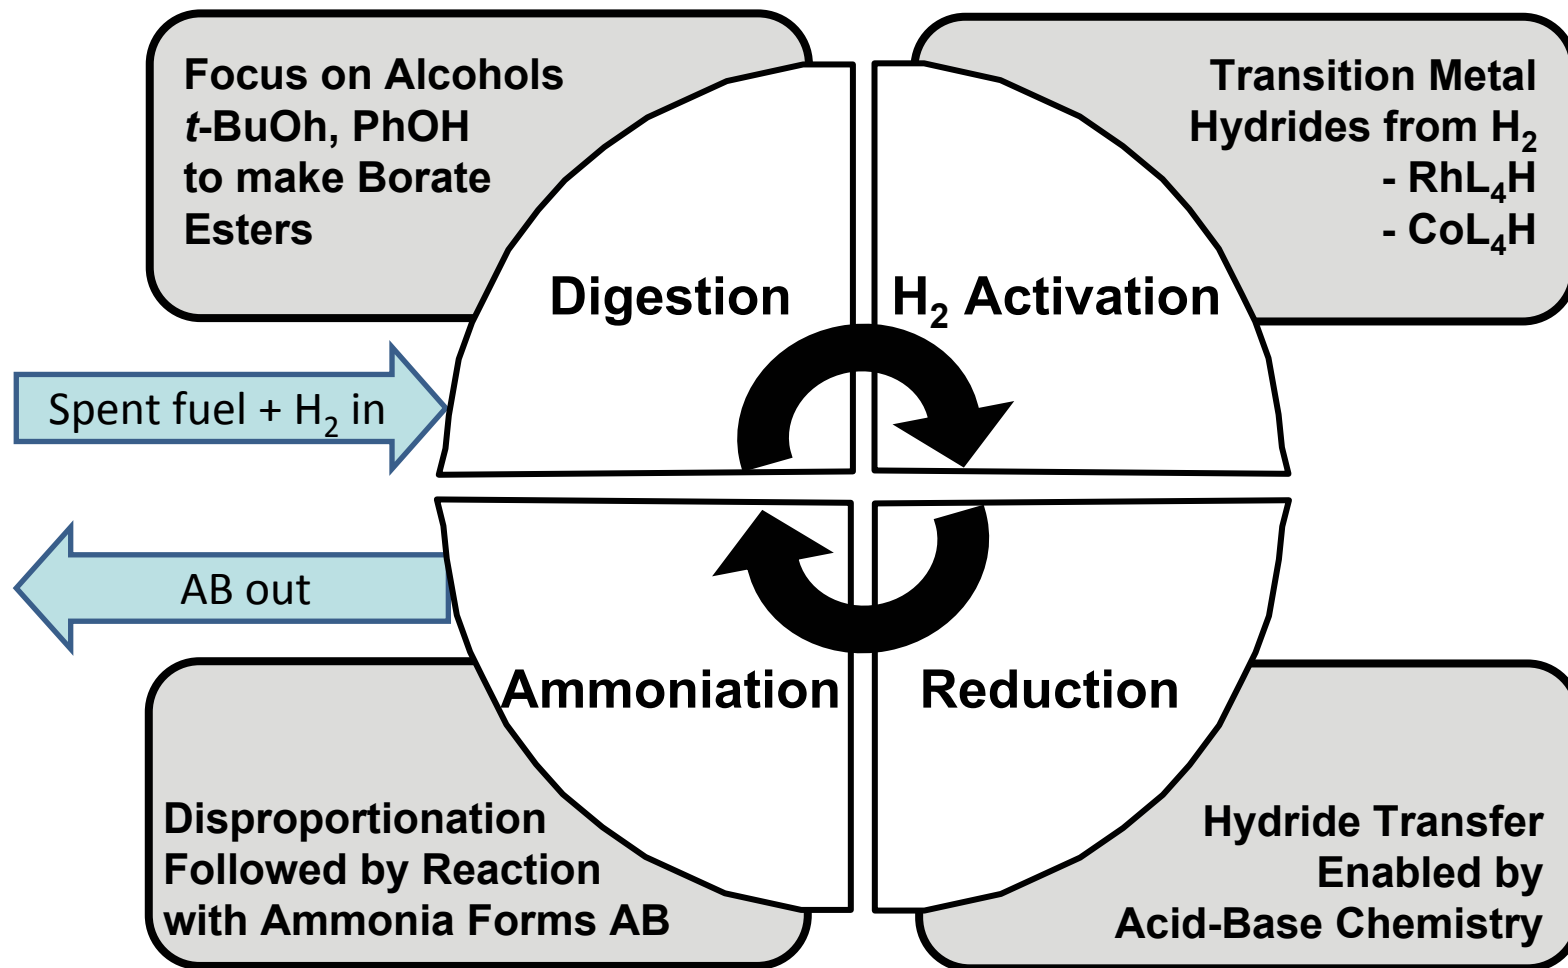 Focus on Alcohols
t-BuOh, PhOH
to make Borate
Esters
Transition Metal
Hydrides from H₂
- RhL₄H
- CoL₄H
Digestion
H₂ Activation
Spent fuel + H₂ in
AB out
Ammoniation
Reduction
Disproportionation
Followed by Reaction
with Ammonia Forms AB
Hydride Transfer
Enabled by
Acid-Base Chemistry